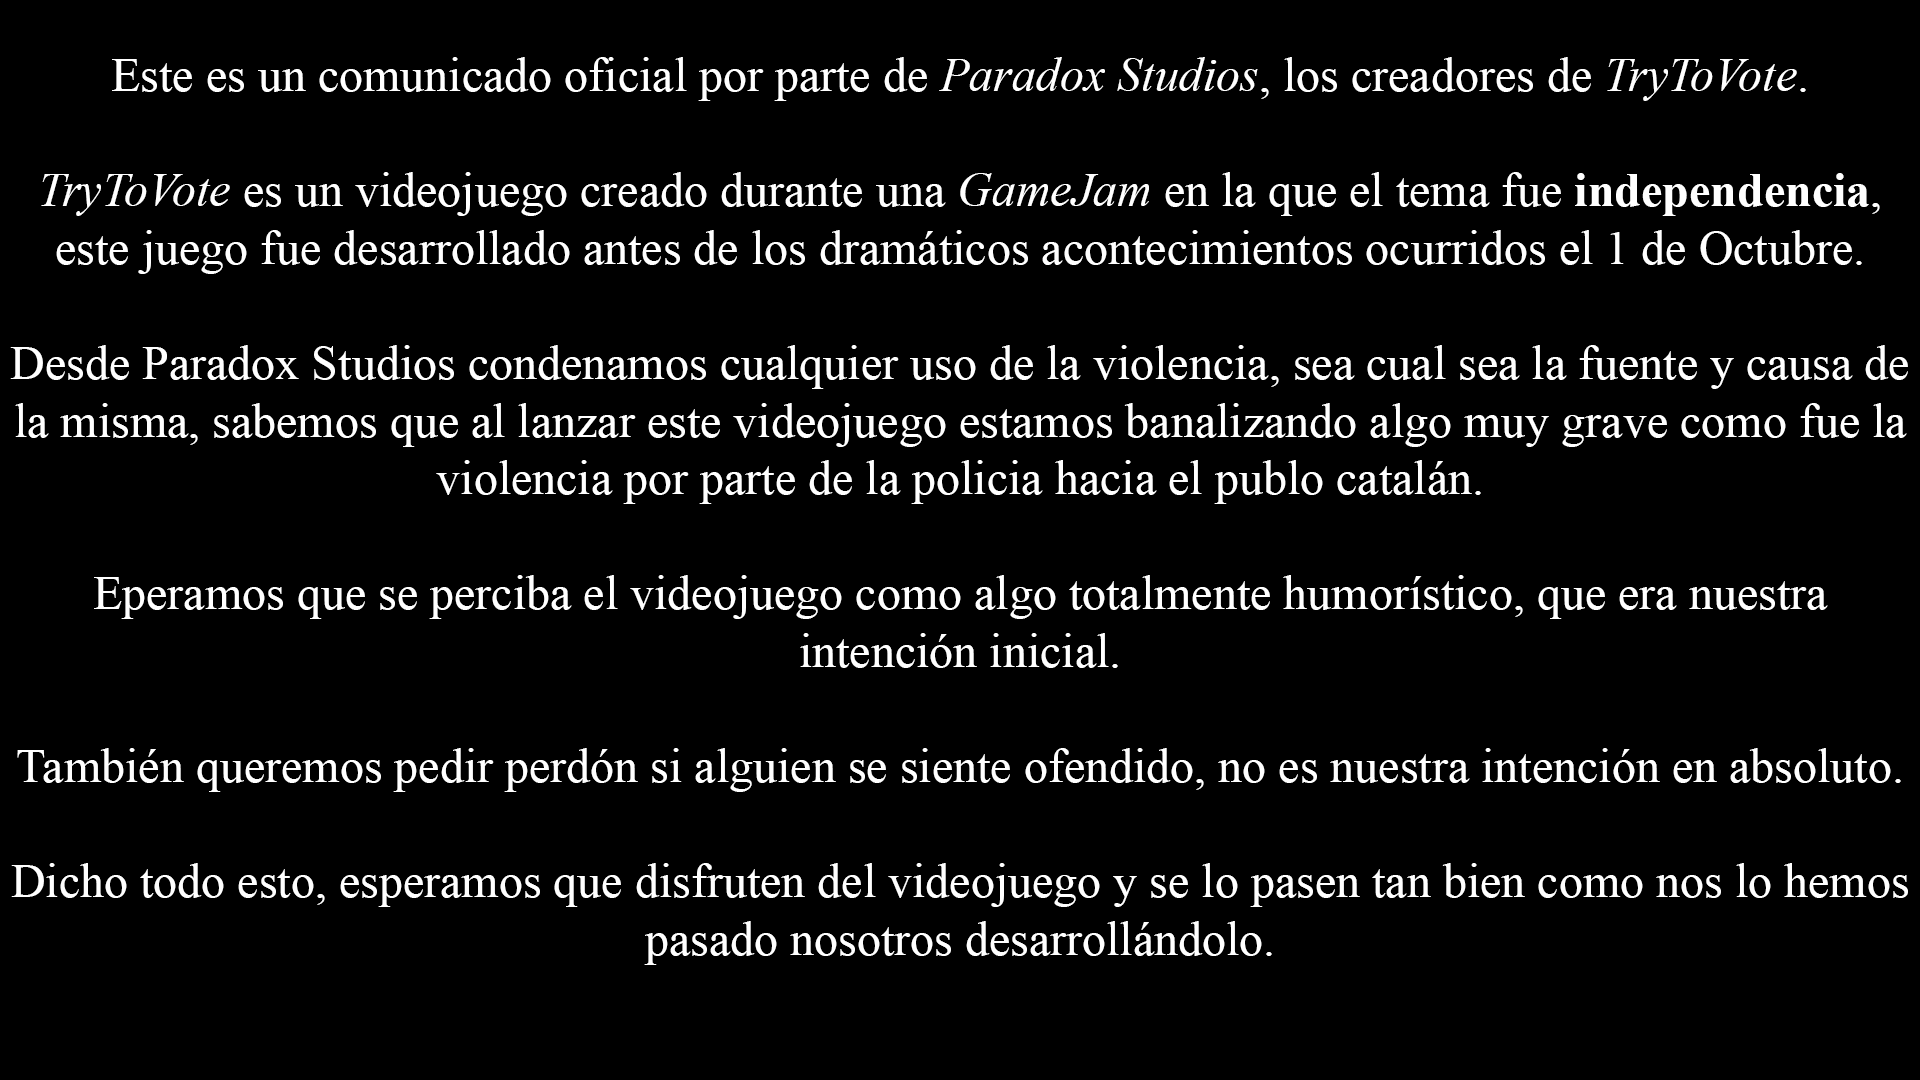 Este es un comunicado oficial por parte de Paradox Studios, los creadores de TryToVote.
TryToVote es un videojuego creado durante una GameJam en la que el tema fue independencia,
este juego fue desarrollado antes de los dramáticos acontecimientos ocurridos el 1 de Octubre.
Desde Paradox Studios condenamos cualquier uso de la violencia, sea cual sea la fuente y causa de
la misma, sabemos que al lanzar este videojuego estamos banalizando algo muy grave como fue la
violencia por parte de la policia hacia el publo catalán.
Eperamos que se perciba el videojuego como algo totalmente humorístico, que era nuestra
intención inicial.
También queremos pedir perdón si alguien se siente ofendido, no es nuestra intención en absoluto.
Dicho todo esto, esperamos que disfruten del videojuego y se lo pasen tan bien como nos lo hemos
pasado nosotros desarrollándolo.